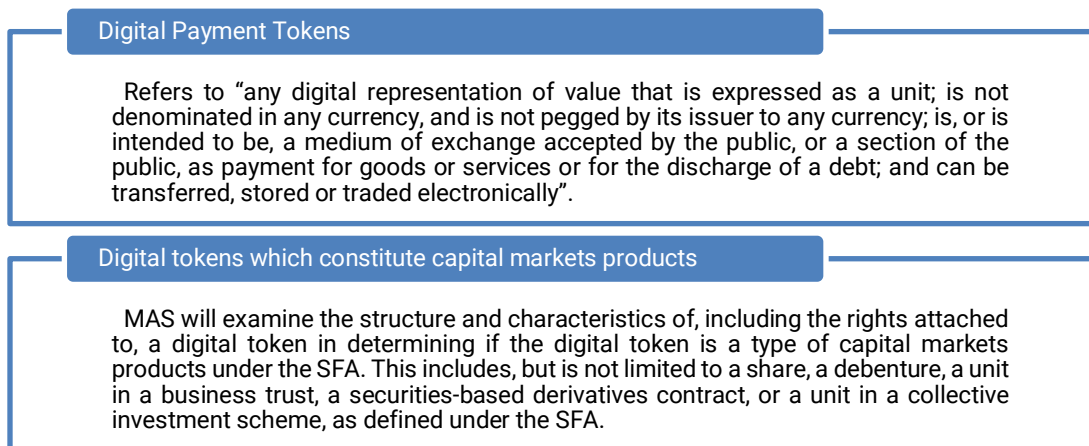 Digital Payment Tokens
Refers to “any digital representation of value that is expressed as a unit; is not
denominated in any currency, and is not pegged by its issuer to any currency; is, or is
intended to be, a medium of exchange accepted by the public, or a section of the
public, as payment for goods or services or for the discharge of a debt; and can be
transferred, stored or traded electronically”.
Digital tokens which constitute capital markets products
MAS will examine the structure and characteristics of, including the rights attached
to, a digital token in determining if the digital token is a type of capital markets
products under the SFA. This includes, but is not limited to a share, a debenture, a unit
in a business trust, a securities-based derivatives contract, or a unit in a collective
investment scheme, as defined under the SFA.